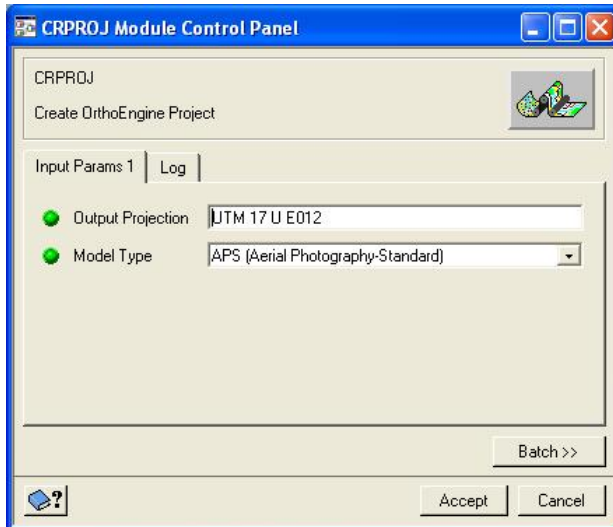 CRPROJ Module Control Panel
CRPROJ
Create OrthoEngine Project
Input Params 1 Log
Output Projection UTM 17 U E012
Model Type APS (Aerial Photography-Standard)
Batch >>
? Accept Cancel